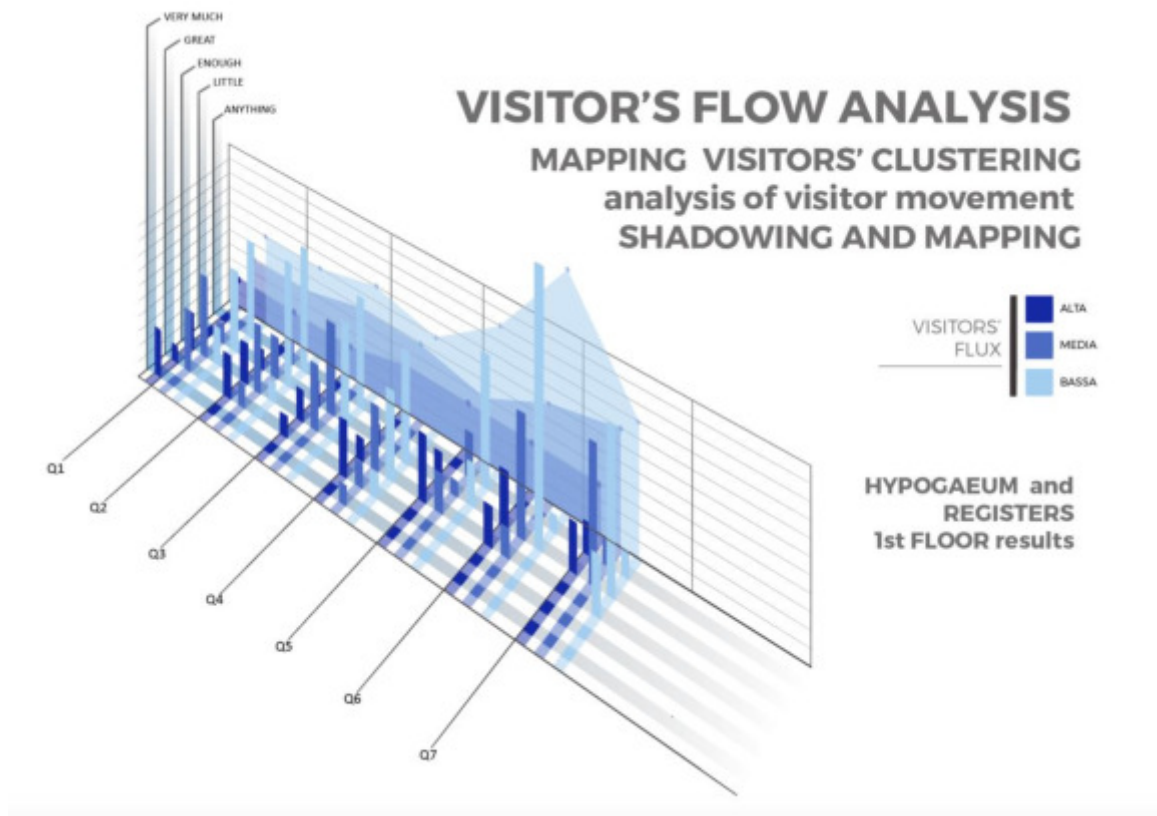 VERY MUCH
GREAT
ENOUGH
LITTLE
ANYTHING
VISITOR'S FLOW ANALYSIS
MAPPING VISITORS' CLUSTERING
analysis of visitor movement
SHADOWING AND MAPPING
VISITORS'
FLUX
ALTA
MEDIA
BASSA
HYPOGAEUM and
REGISTERS
1st FLOOR results
Q1
Q2
Q3
Q4
Q5
Q6
Q7